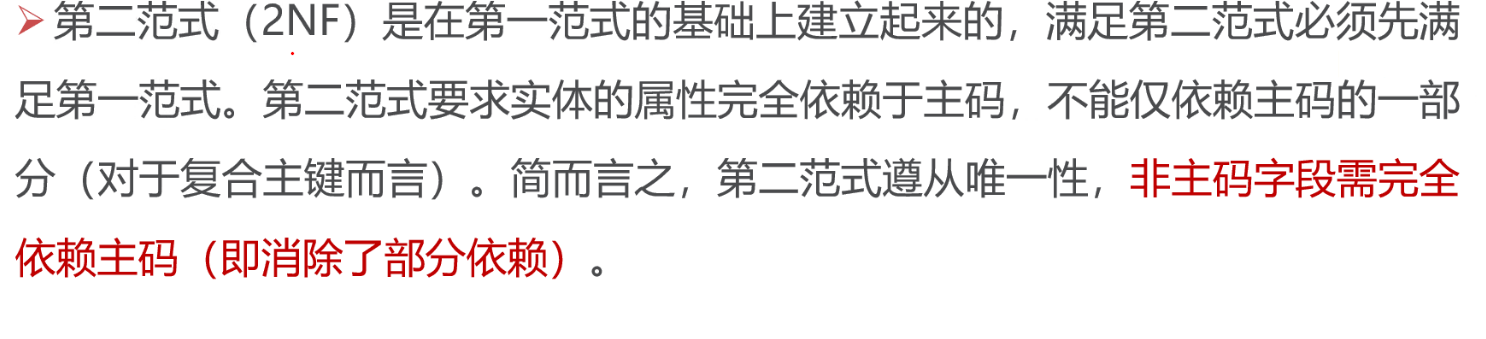 ➢第二范式（2NF）是在第一范式的基础上建立起来的，满足第二范式必须先满
足第一范式。第二范式要求实体的属性完全依赖于主码，不能仅依赖主码的一部
分（对于复合主键而言）。简而言之，第二范式遵从唯一性，非主码字段需完全
依赖主码（即消除了部分依赖）。